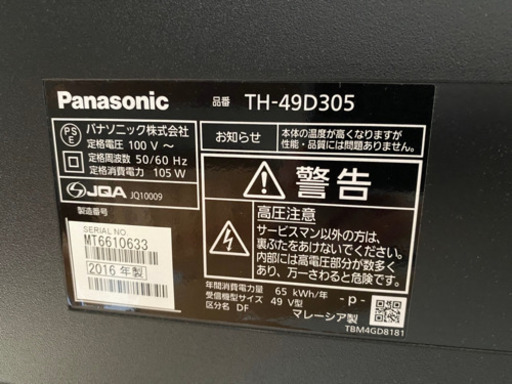 Panasonic 品番 TH-49D305
PS
E
パナソニック株式会社
定格電圧 100 V ～
定格周波数 50/60 Hz
定格消費電力 105 W
お知らせ
本体の温度が高くなりますが
性能・品質には問題ありません
JQA JQ10009
製造番号
SERIAL NO.
MT6610633
2016 年製
警告
高圧注意
サービスマン以外の方は、
裏ぶたをあけないでください。
内部には高電圧部分が数多く
あり、万一さわると危険です。
年間消費電力量 65 kWh/年
受信機型サイズ 49 V型
区分名 DF
-p-
マレーシア製
TBM4GD8181